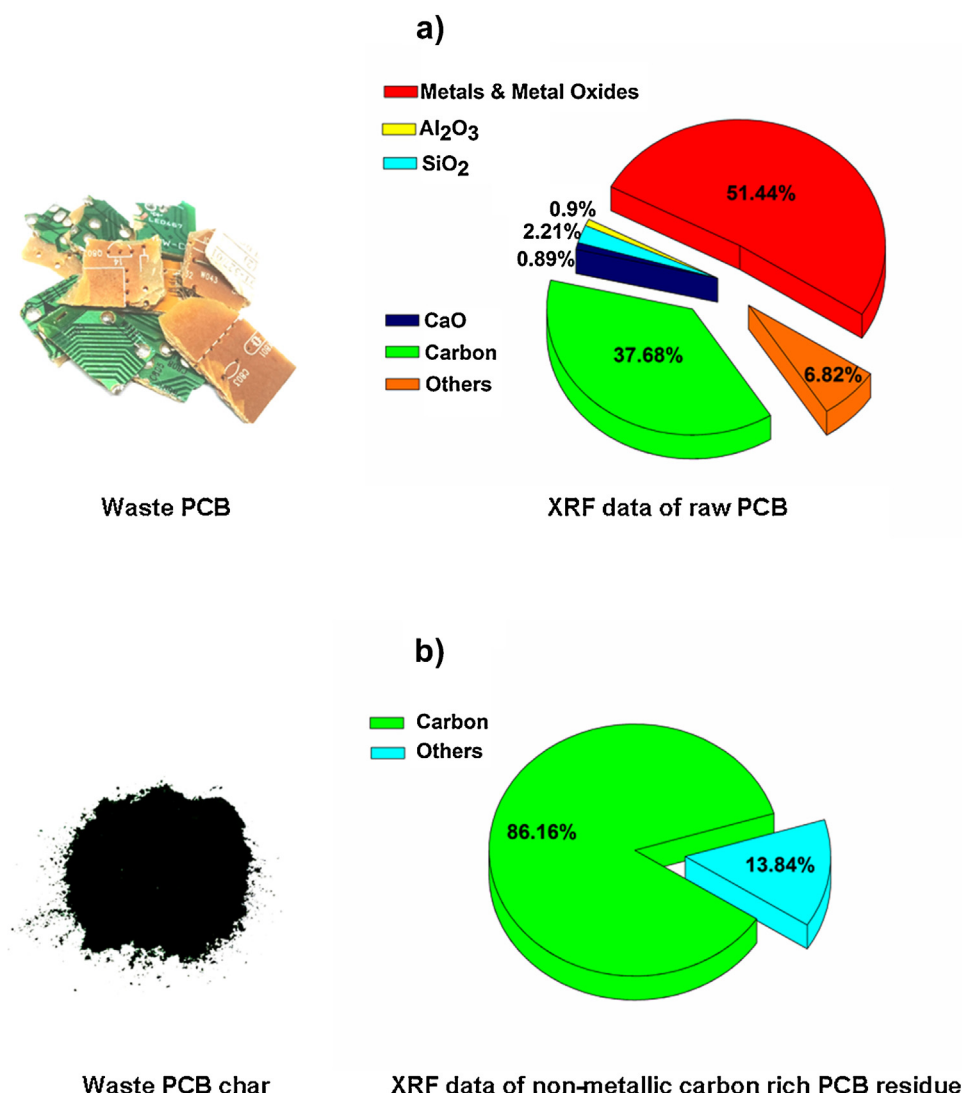 a)
Metals & Metal Oxides
Al₂O₃
SiO₂
51.44%
0.9%
2.21%
0.89%
CaO
Carbon
Others
37.68%
6.82%
Waste PCB
XRF data of raw PCB
b)
Carbon
Others
86.16%
13.84%
Waste PCB char
XRF data of non-metallic carbon rich PCB residue